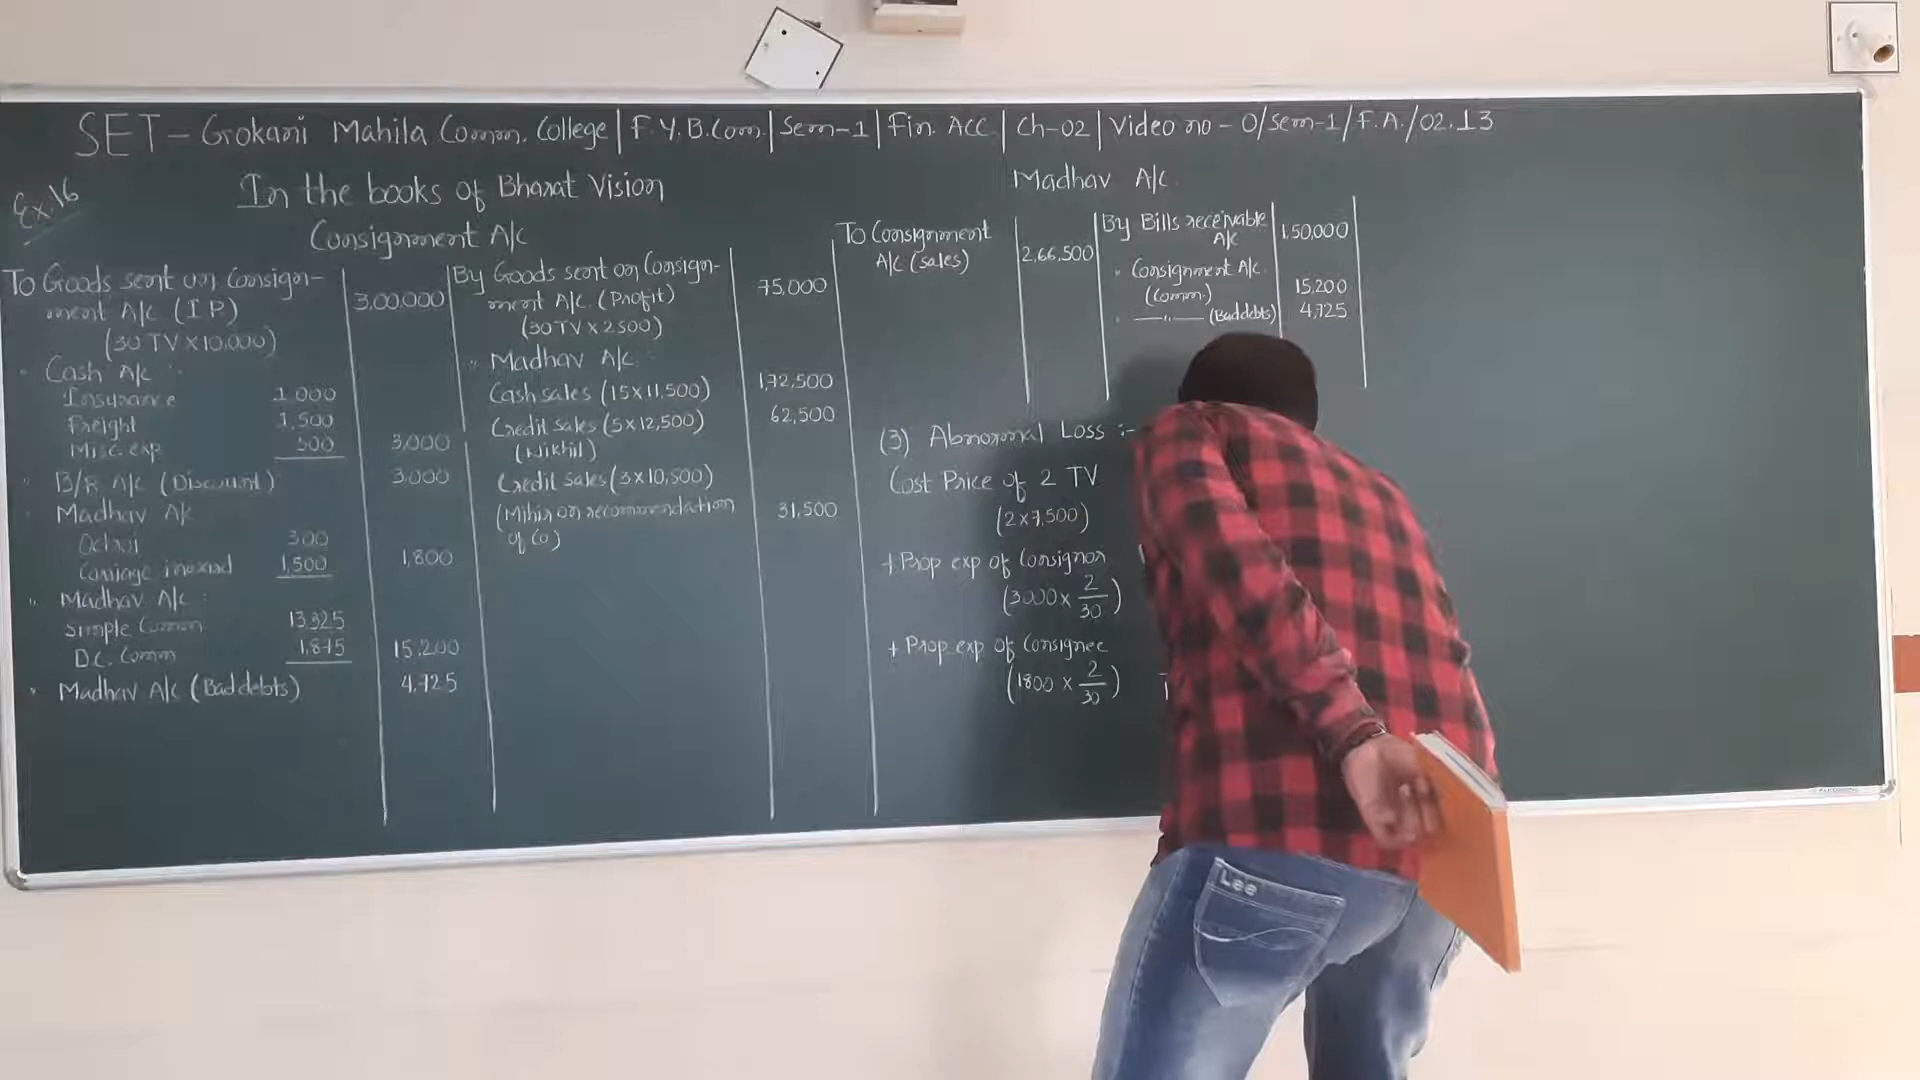 SET - Gokani Mahila Comm. College | F.Y.B.Com. | Sem-1 | Fin. ACC | Ch-02 | Video no - 0/Sem-1/F.A./02.13
Ex.16
In the books of Bharat Vision
Consignment A/c
To Goods sent on Consign-
ment A/c (I P) 3,00,000
(30 TV X 10,000)
" Cash A/c :
Insurance 1,000
Freight 1,500
Misc. exp 500 3,000
" B/R A/c (Discount) 3,000
" Madhav A/c
Octroi 300
Carriage inward 1,500 1,800
" Madhav A/c :
Simple Comm 13,325
D.C. Comm 1,875 15,200
" Madhav A/c (Bad debts) 4,725
By Goods sent on Consign-
ment A/c. (Profit) 75,000
(30 TV X 2500)
" Madhav A/c :
Cash sales (15 x 11,500) 1,72,500
Credit sales (5 x 12,500) 62,500
(Nikhil)
Credit sales (3 x 10,500)
(Mihir on recommendation 31,500
of Co)
Madhav A/c.
To Consignment
A/c (sales) 2,66,500
By Bills receivable
A/c 1,50,000
" Consignment A/c
(Comm.) 15,200
" —"— (Bad debts) 4,725
(3) Abnormal Loss :-
Cost Price of 2 TV
(2 x 7,500)
+ Prop exp of Consignor
(3000 x 2/30)
+ Prop exp of Consignee
(1800 x 2/30)
Lee